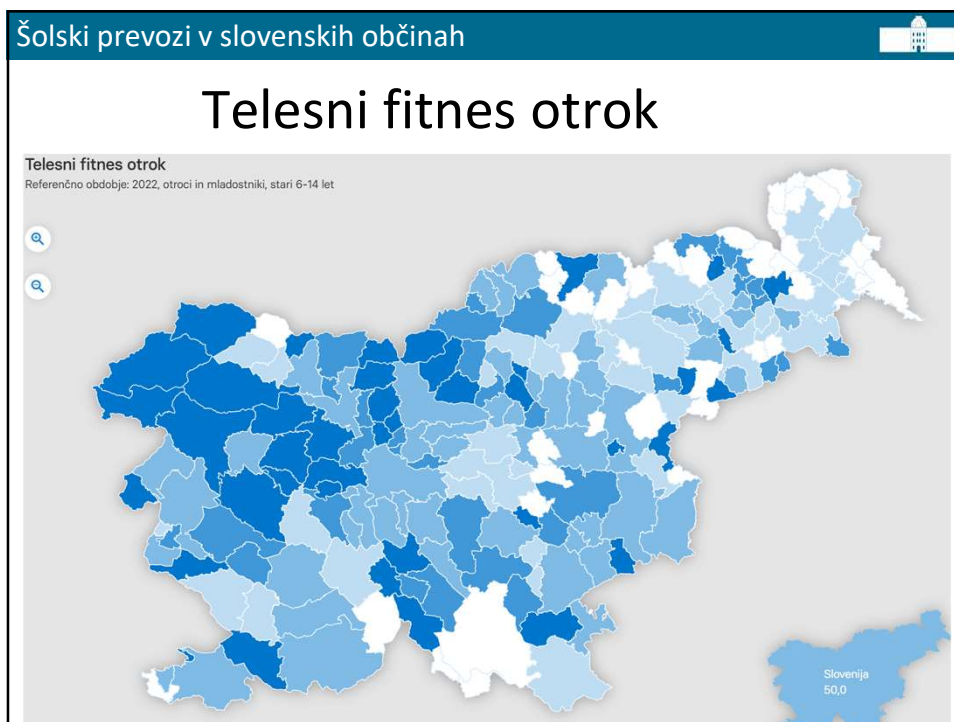 Šolski prevozi v slovenskih občinah
Telesni fitnes otrok
Telesni fitnes otrok
Referenčno obdobje: 2022, otroci in mladostniki, stari 6-14 let
Slovenija
50,0